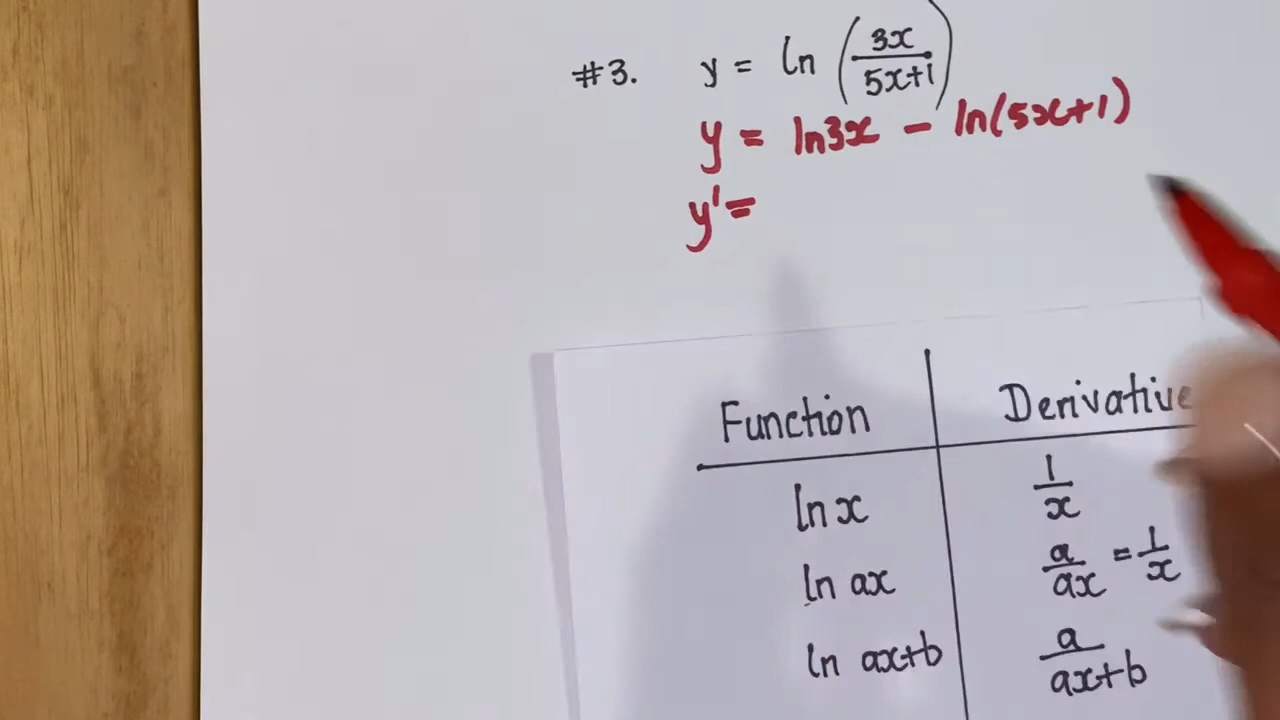 #3. y = ln (3x/5x+1)
y = ln3x - ln(5x+1)
y' =
Function Derivative
ln x 1/x
ln ax a/ax = 1/x
ln ax+b a/ax+b